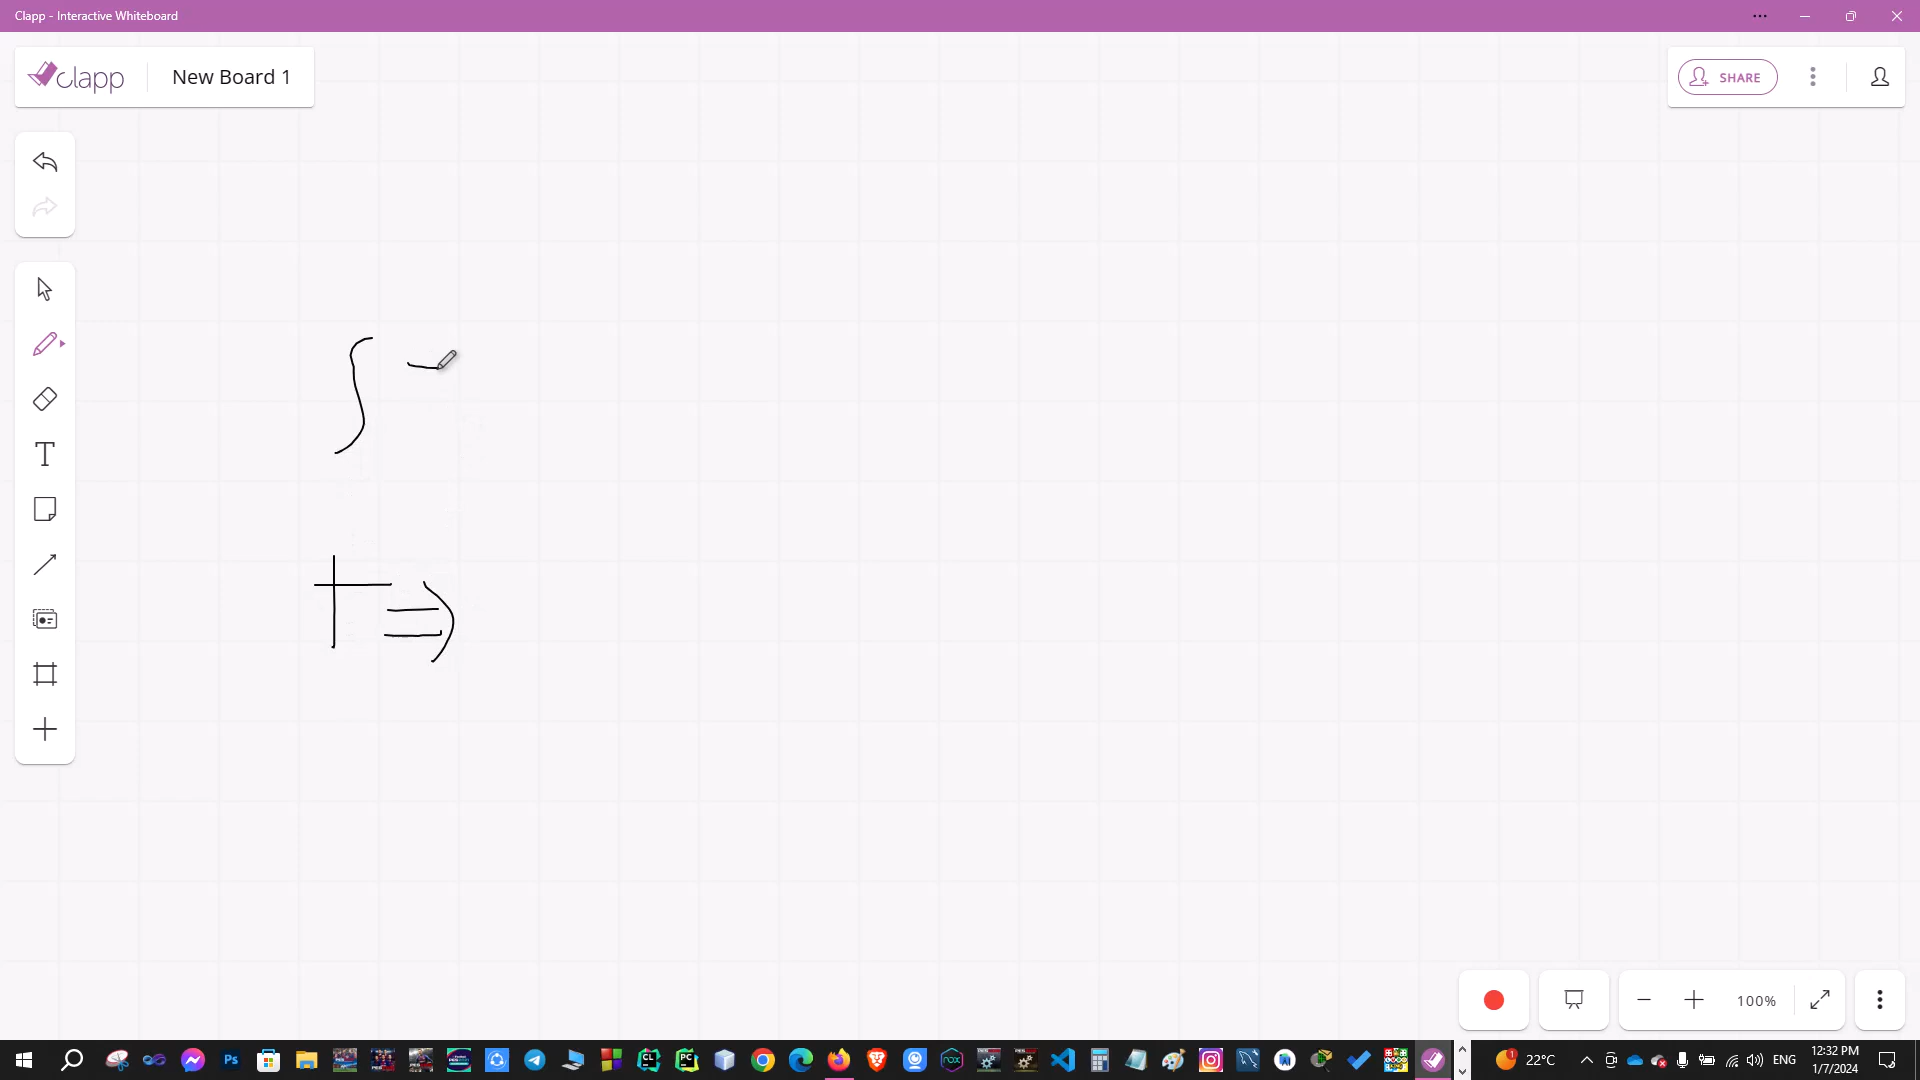 Clapp - Interactive Whiteboard
clapp New Board 1 SHARE
∫ -
T ⇒
100%
22°C ENG 12:32 PM
1/7/2024